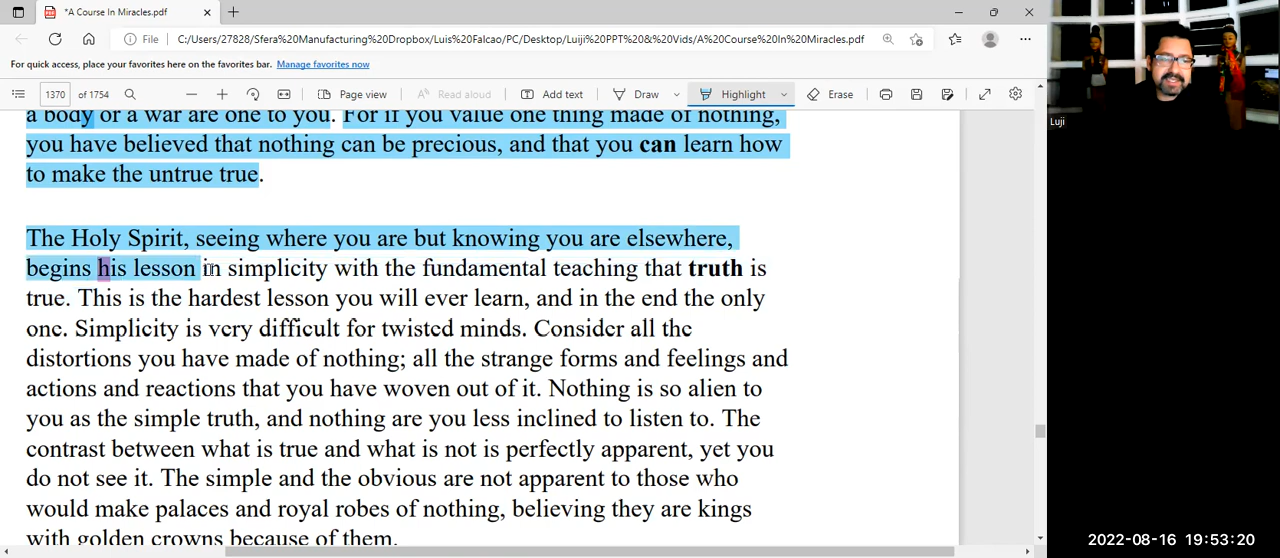 *A Course In Miracles.pdf
File
C:/Users/27828/Sfera%20Manufacturing%20Dropbox/Luis%20Falcao/PC/Desktop/Luiji%20PPT%20&%20Vids/A%20Course%20In%20Miracles.pdf
For quick access, place your favorites here on the favorites bar. Manage favorites now
1370 of 1754
Page view
Read aloud
Add text
Draw
Highlight
Erase
a body or a war are one to you. For if you value one thing made of nothing,
you have believed that nothing can be precious, and that you can learn how
to make the untrue true.
The Holy Spirit, seeing where you are but knowing you are elsewhere,
begins his lesson in simplicity with the fundamental teaching that truth is
true. This is the hardest lesson you will ever learn, and in the end the only
one. Simplicity is very difficult for twisted minds. Consider all the
distortions you have made of nothing; all the strange forms and feelings and
actions and reactions that you have woven out of it. Nothing is so alien to
you as the simple truth, and nothing are you less inclined to listen to. The
contrast between what is true and what is not is perfectly apparent, yet you
do not see it. The simple and the obvious are not apparent to those who
would make palaces and royal robes of nothing, believing they are kings
with golden crowns because of them.
Luji
2022-08-16 19:53:20